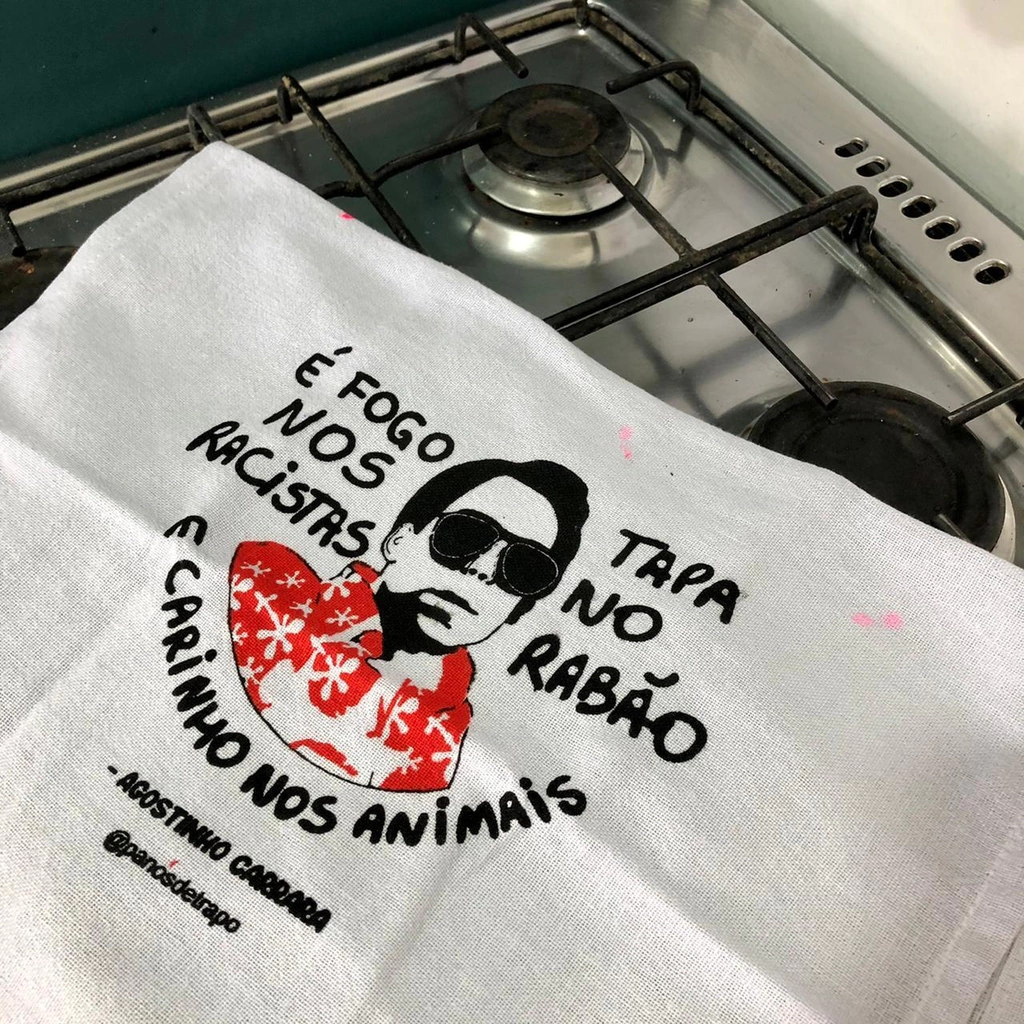 É FOGO
NOS
RACISTAS
TAPA
NO
RABÃO
E CARINHO NOS ANIMAIS
- AGOSTINHO CARRARA
@panosdetrapo